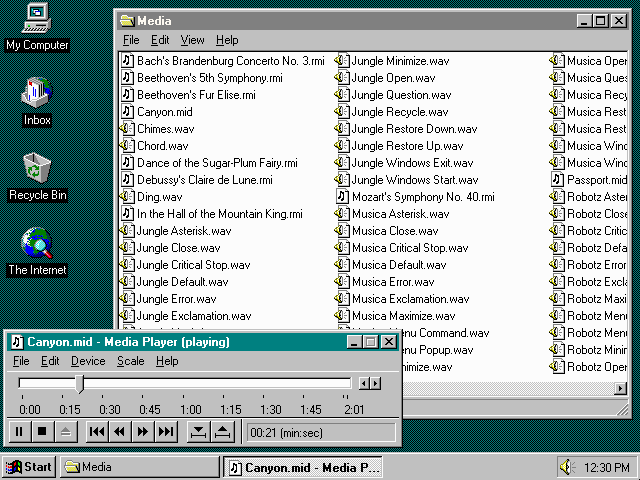 My Computer
Inbox
Recycle Bin
The Internet
Media
File Edit View Help
Bach's Brandenburg Concerto No. 3.rmi
Beethoven's 5th Symphony.rmi
Beethoven's Fur Elise.rmi
Canyon.mid
Chimes.wav
Chord.wav
Dance of the Sugar-Plum Fairy.rmi
Debussy's Claire de Lune.rmi
Ding.wav
In the Hall of the Mountain King.rmi
Jungle Asterisk.wav
Jungle Close.wav
Jungle Critical Stop.wav
Jungle Default.wav
Jungle Error.wav
Jungle Exclamation.wav
Jungle Minimize.wav
Jungle Open.wav
Jungle Question.wav
Jungle Recycle.wav
Jungle Restore Down.wav
Jungle Restore Up.wav
Jungle Windows Exit.wav
Jungle Windows Start.wav
Mozart's Symphony No. 40.rmi
Musica Asterisk.wav
Musica Close.wav
Musica Critical Stop.wav
Musica Default.wav
Musica Error.wav
Musica Exclamation.wav
Musica Maximize.wav
enu Command.wav
enu Popup.wav
inimize.wav
Musica Open
Musica Ques
Musica Recy
Musica Rest
Musica Rest
Musica Wind
Musica Wind
Passport.mid
Robotz Aster
Robotz Close
Robotz Critic
Robotz Defa
Robotz Error
Robotz Excla
Robotz Maxi
Robotz Menu
Robotz Menu
Robotz Minim
Robotz Open
Canyon.mid - Media Player (playing)
File Edit Device Scale Help
0:00 0:15 0:30 0:45 1:00 1:15 1:30 1:45 2:01
00:21 (min:sec)
Start
Media
Canyon.mid - Media P...
12:30 PM